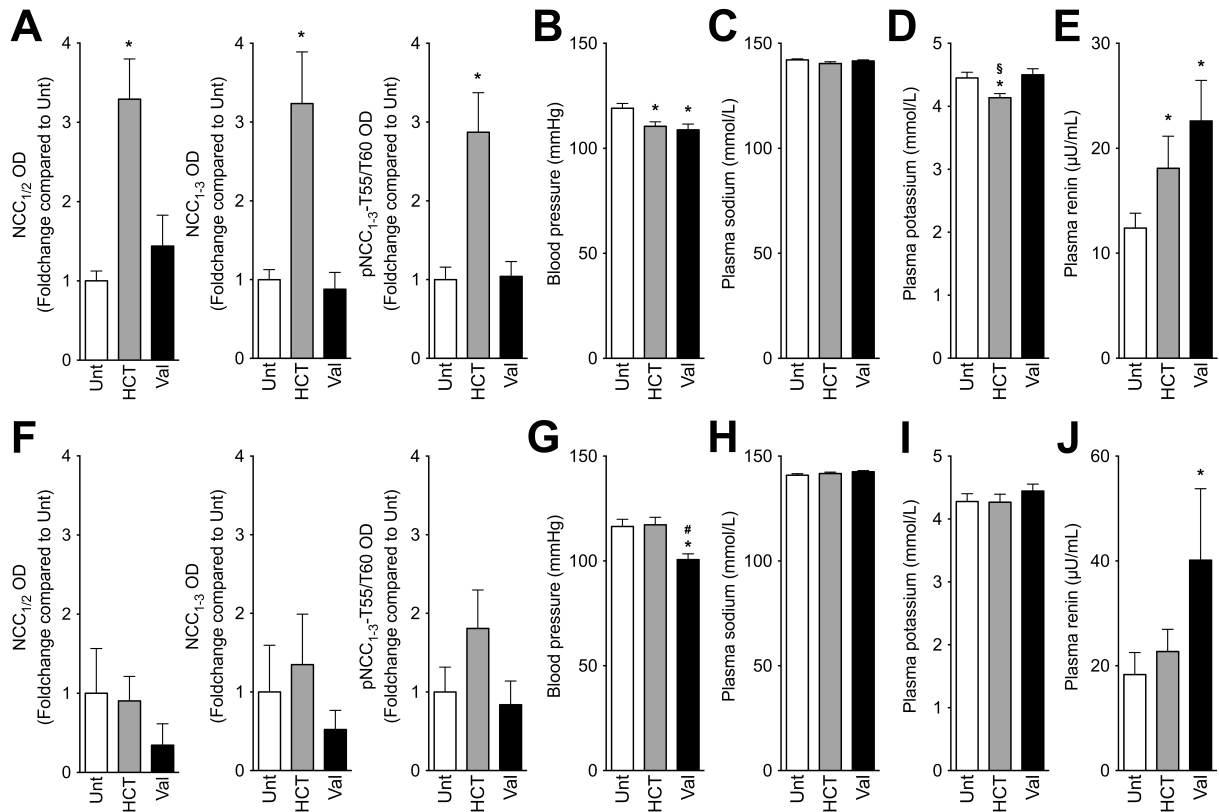 A
NCC1/2 OD
(Foldchange compared to Unt)
4
3
2
1
0
*
Unt
HCT
Val
NCC1-3 OD
(Foldchange compared to Unt)
4
3
2
1
0
*
Unt
HCT
Val
pNCC1-3-T55/T60 OD
(Foldchange compared to Unt)
4
3
2
1
0
*
Unt
HCT
Val
B
Blood pressure (mmHg)
150
100
50
0
*
*
Unt
HCT
Val
C
Plasma sodium (mmol/L)
150
100
50
0
Unt
HCT
Val
D
Plasma potassium (mmol/L)
5
4
3
2
1
0
§
*
Unt
HCT
Val
E
Plasma renin (µU/mL)
30
20
10
0
*
*
Unt
HCT
Val
F
NCC1/2 OD
(Foldchange compared to Unt)
4
3
2
1
0
Unt
HCT
Val
NCC1-3 OD
(Foldchange compared to Unt)
4
3
2
1
0
Unt
HCT
Val
pNCC1-3-T55/T60 OD
(Foldchange compared to Unt)
4
3
2
1
0
Unt
HCT
Val
G
Blood pressure (mmHg)
150
100
50
0
#
*
Unt
HCT
Val
H
Plasma sodium (mmol/L)
150
100
50
0
Unt
HCT
Val
I
Plasma potassium (mmol/L)
5
4
3
2
1
0
Unt
HCT
Val
J
Plasma renin (µU/mL)
60
40
20
0
*
Unt
HCT
Val